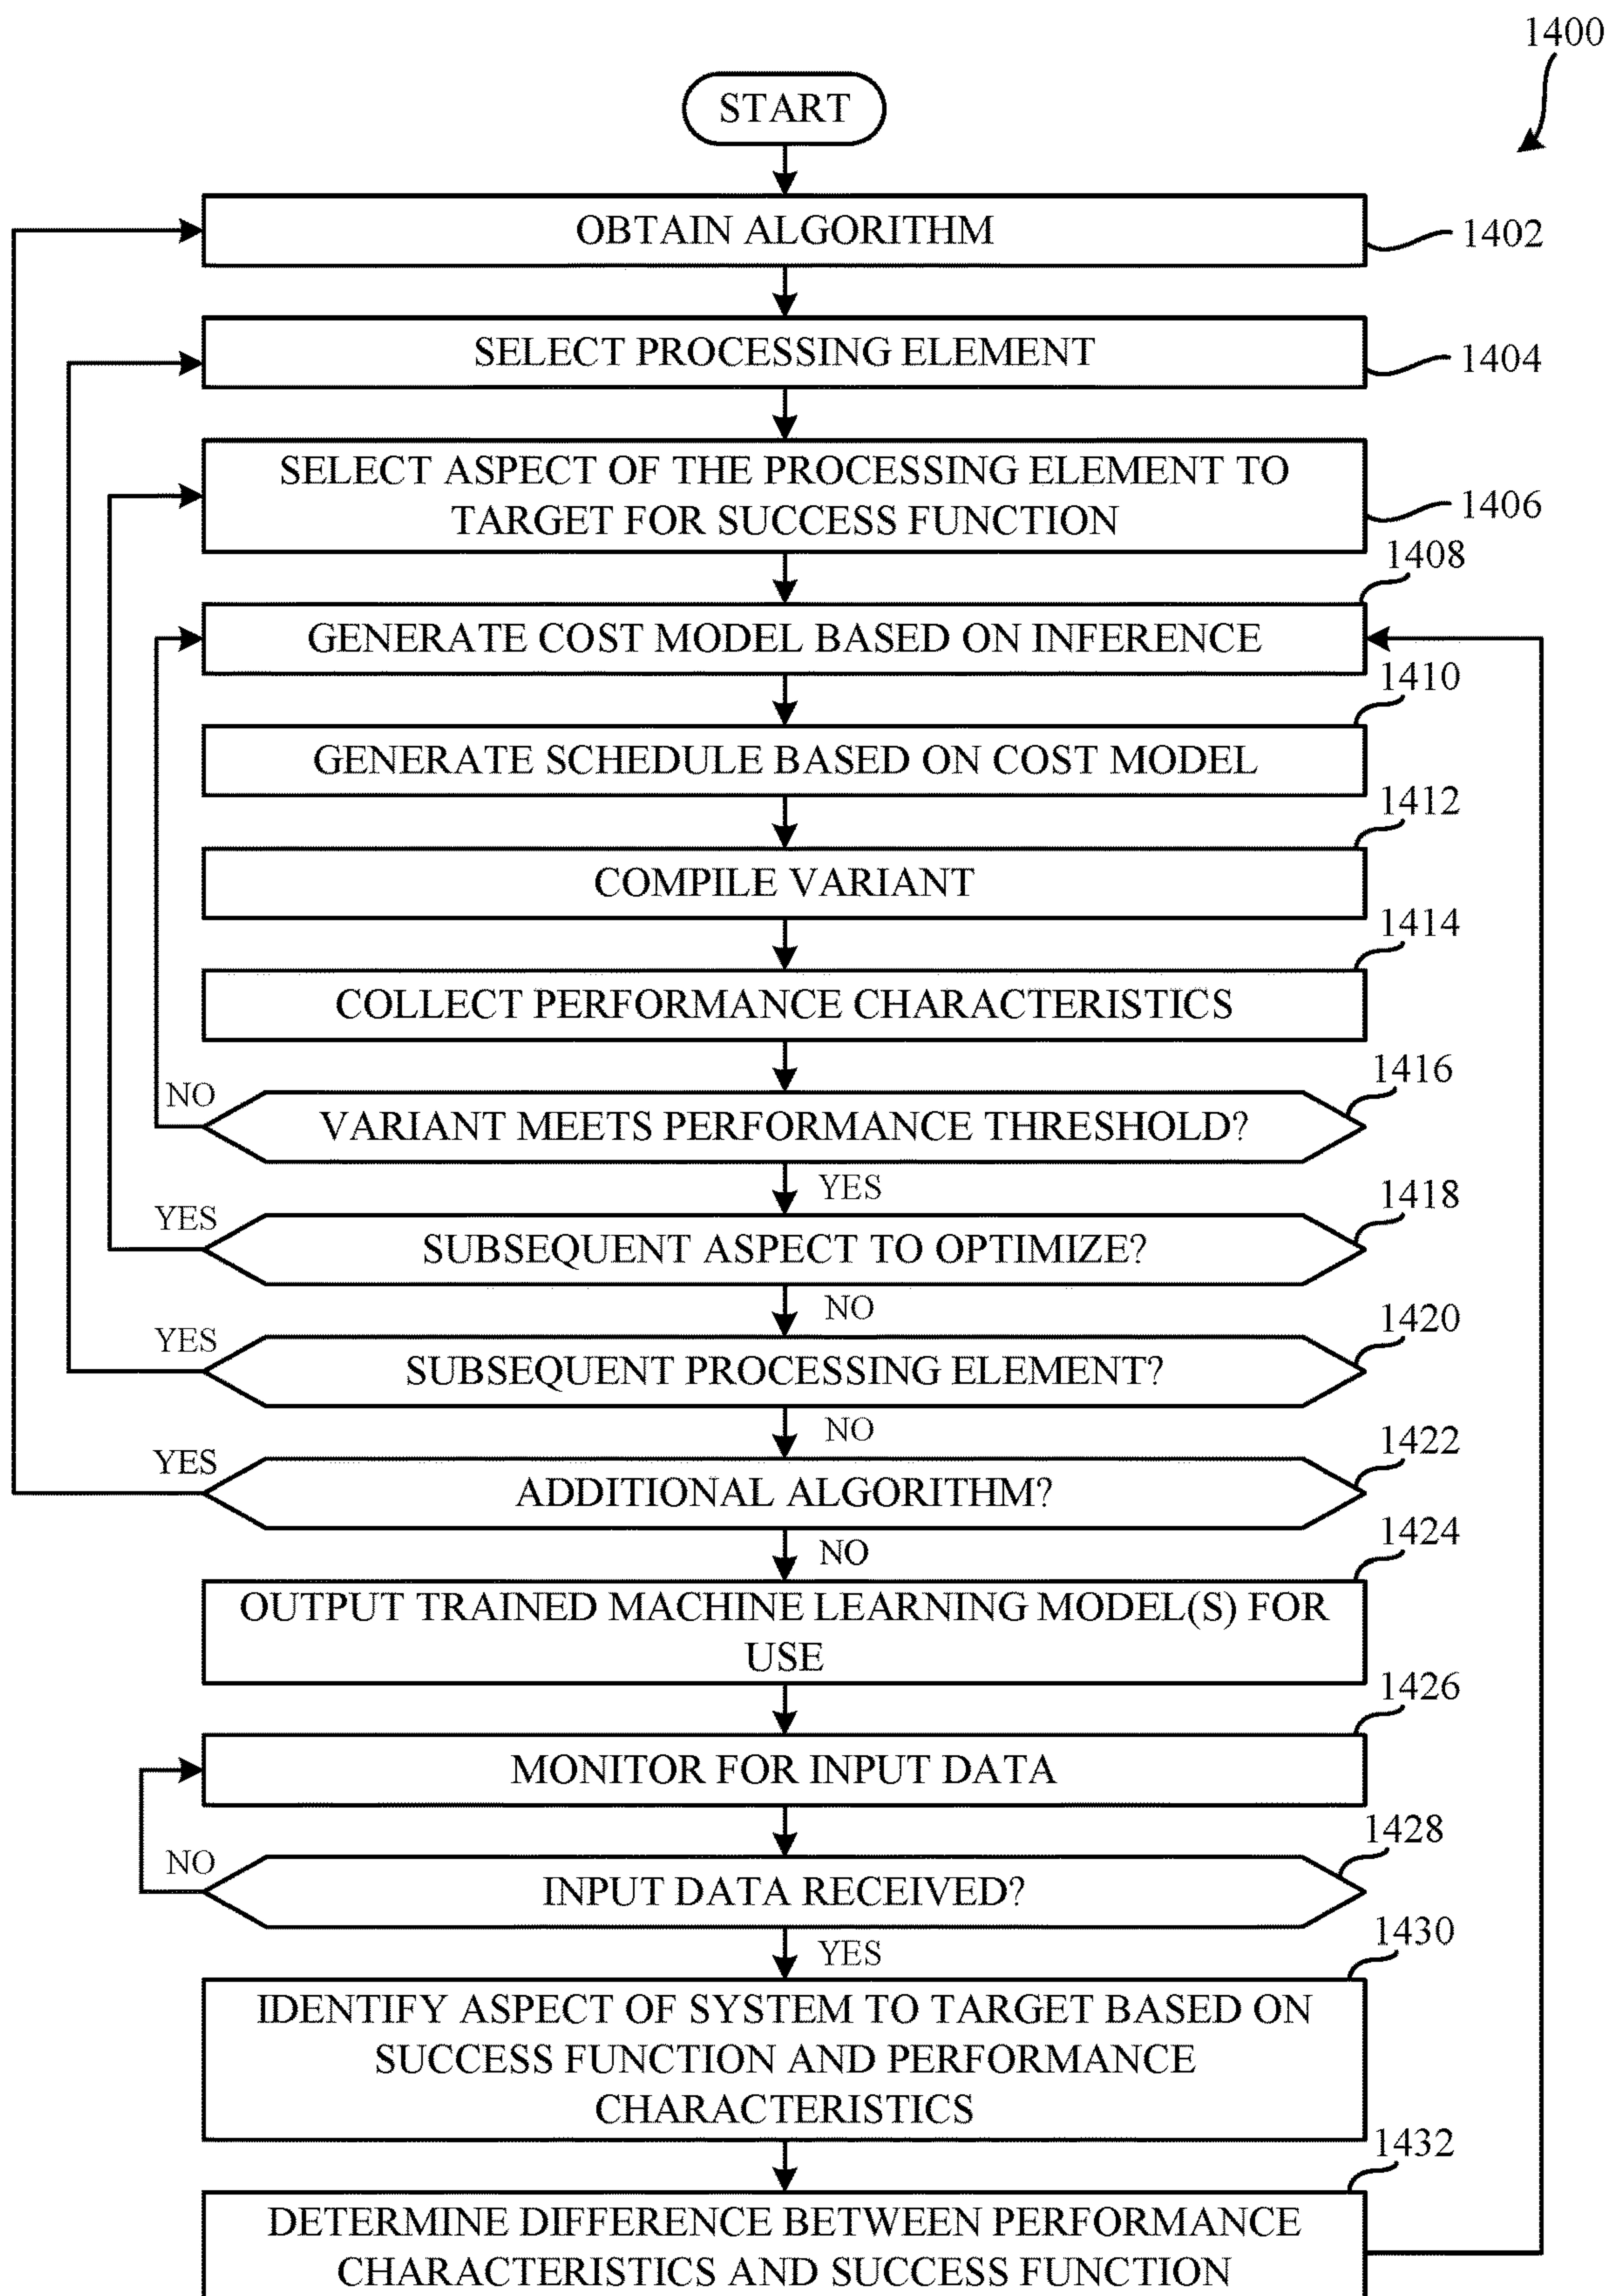 1400
START
OBTAIN ALGORITHM
1402
SELECT PROCESSING ELEMENT
1404
SELECT ASPECT OF THE PROCESSING ELEMENT TO
TARGET FOR SUCCESS FUNCTION
1406
1408
GENERATE COST MODEL BASED ON INFERENCE
1410
GENERATE SCHEDULE BASED ON COST MODEL
1412
COMPILE VARIANT
1414
COLLECT PERFORMANCE CHARACTERISTICS
1416
NO
VARIANT MEETS PERFORMANCE THRESHOLD?
YES
1418
YES
SUBSEQUENT ASPECT TO OPTIMIZE?
NO
1420
YES
SUBSEQUENT PROCESSING ELEMENT?
NO
1422
YES
ADDITIONAL ALGORITHM?
NO
1424
OUTPUT TRAINED MACHINE LEARNING MODEL(S) FOR
USE
1426
MONITOR FOR INPUT DATA
1428
NO
INPUT DATA RECEIVED?
YES
1430
IDENTIFY ASPECT OF SYSTEM TO TARGET BASED ON
SUCCESS FUNCTION AND PERFORMANCE
CHARACTERISTICS
1432
DETERMINE DIFFERENCE BETWEEN PERFORMANCE
CHARACTERISTICS AND SUCCESS FUNCTION